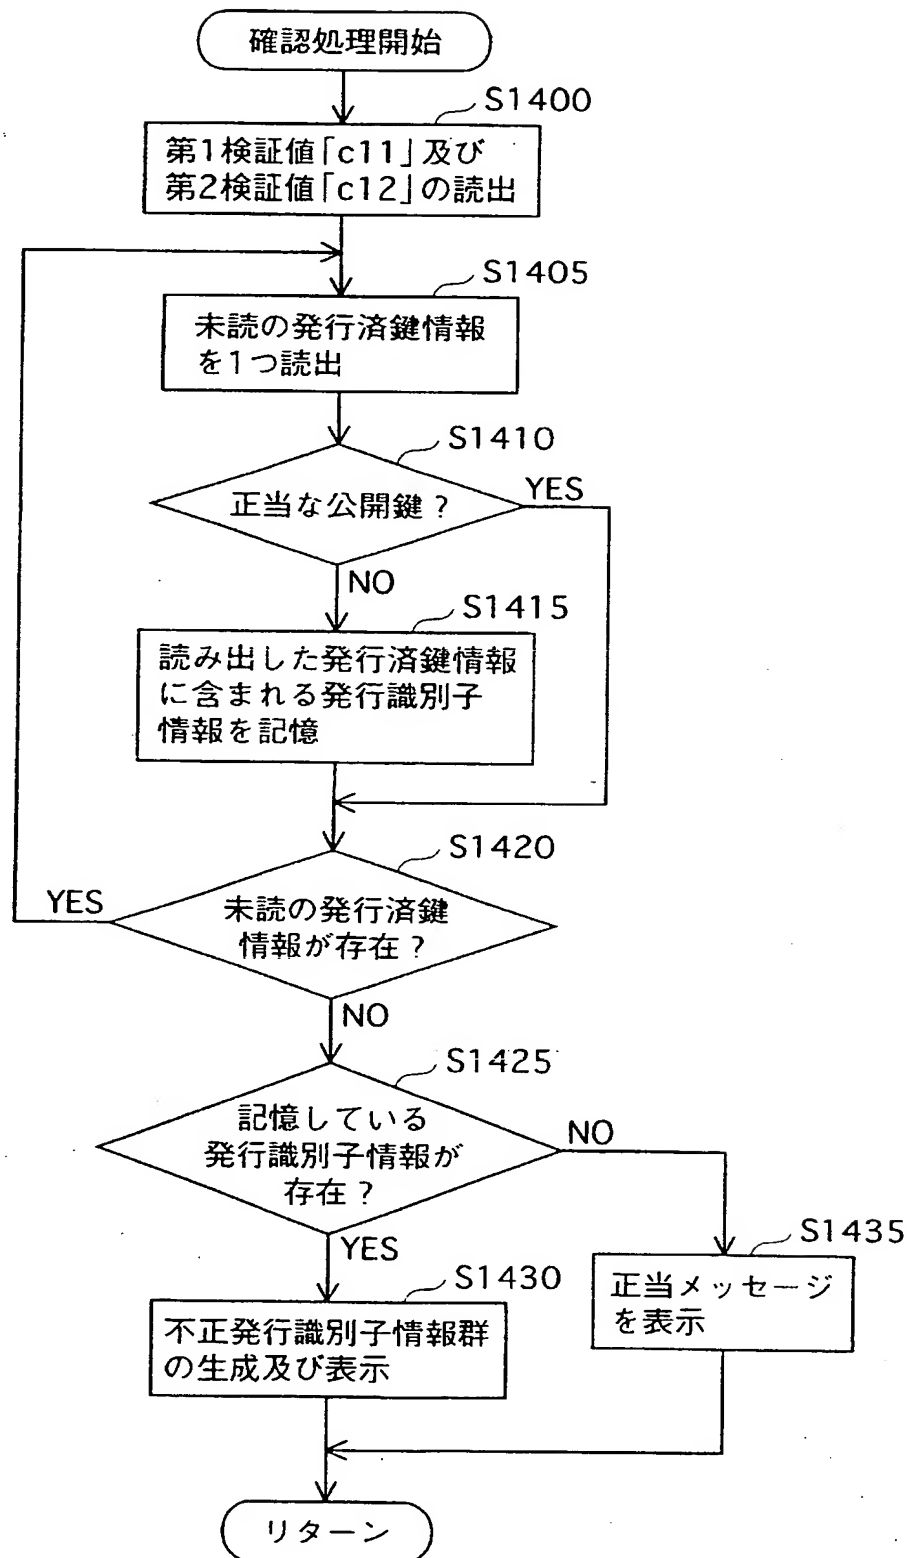 確認処理開始
S1400
第1検証値「c11」及び
第2検証値「c12」の読出
S1405
未読の発行済鍵情報
を1つ読出
S1410
正当な公開鍵？
YES
NO
S1415
読み出した発行済鍵情報
に含まれる発行識別子
情報を記憶
S1420
YES
未読の発行済鍵
情報が存在？
NO
S1425
記憶している
発行識別子情報が
存在？
NO
YES
S1435
正当メッセージ
を表示
S1430
不正発行識別子情報群
の生成及び表示
リターン